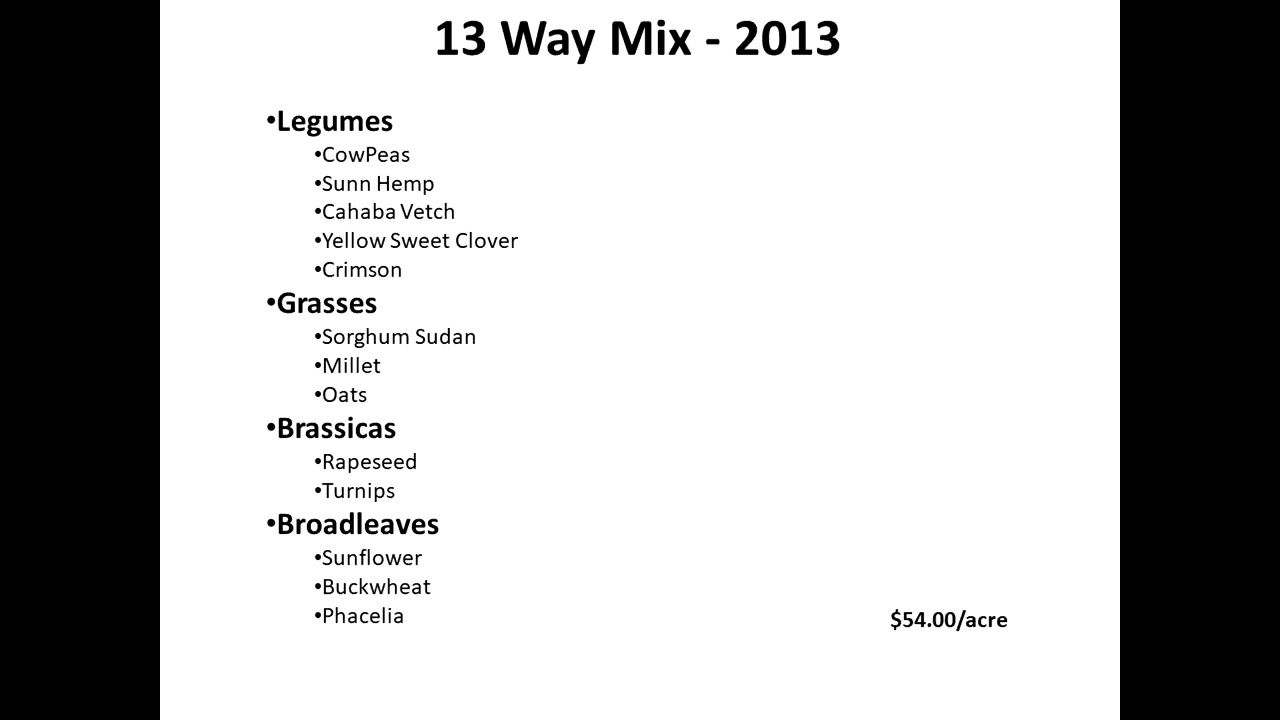 13 Way Mix - 2013
•Legumes
•CowPeas
•Sunn Hemp
•Cahaba Vetch
•Yellow Sweet Clover
•Crimson
•Grasses
•Sorghum Sudan
•Millet
•Oats
•Brassicas
•Rapeseed
•Turnips
•Broadleaves
•Sunflower
•Buckwheat
•Phacelia
$54.00/acre